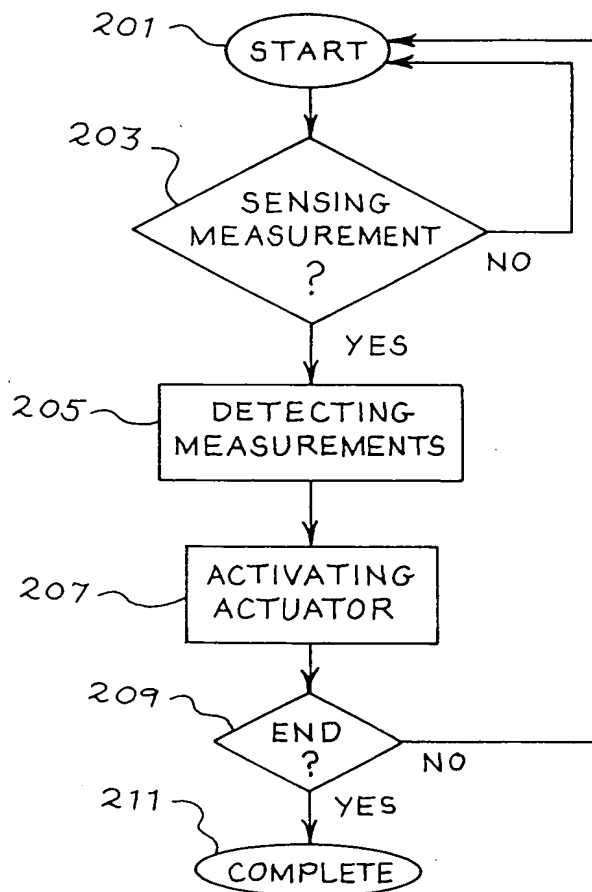 201
START
203
SENSING
MEASUREMENT
?
NO
YES
205
DETECTING
MEASUREMENTS
207
ACTIVATING
ACTUATOR
209
END
?
NO
YES
211
COMPLETE